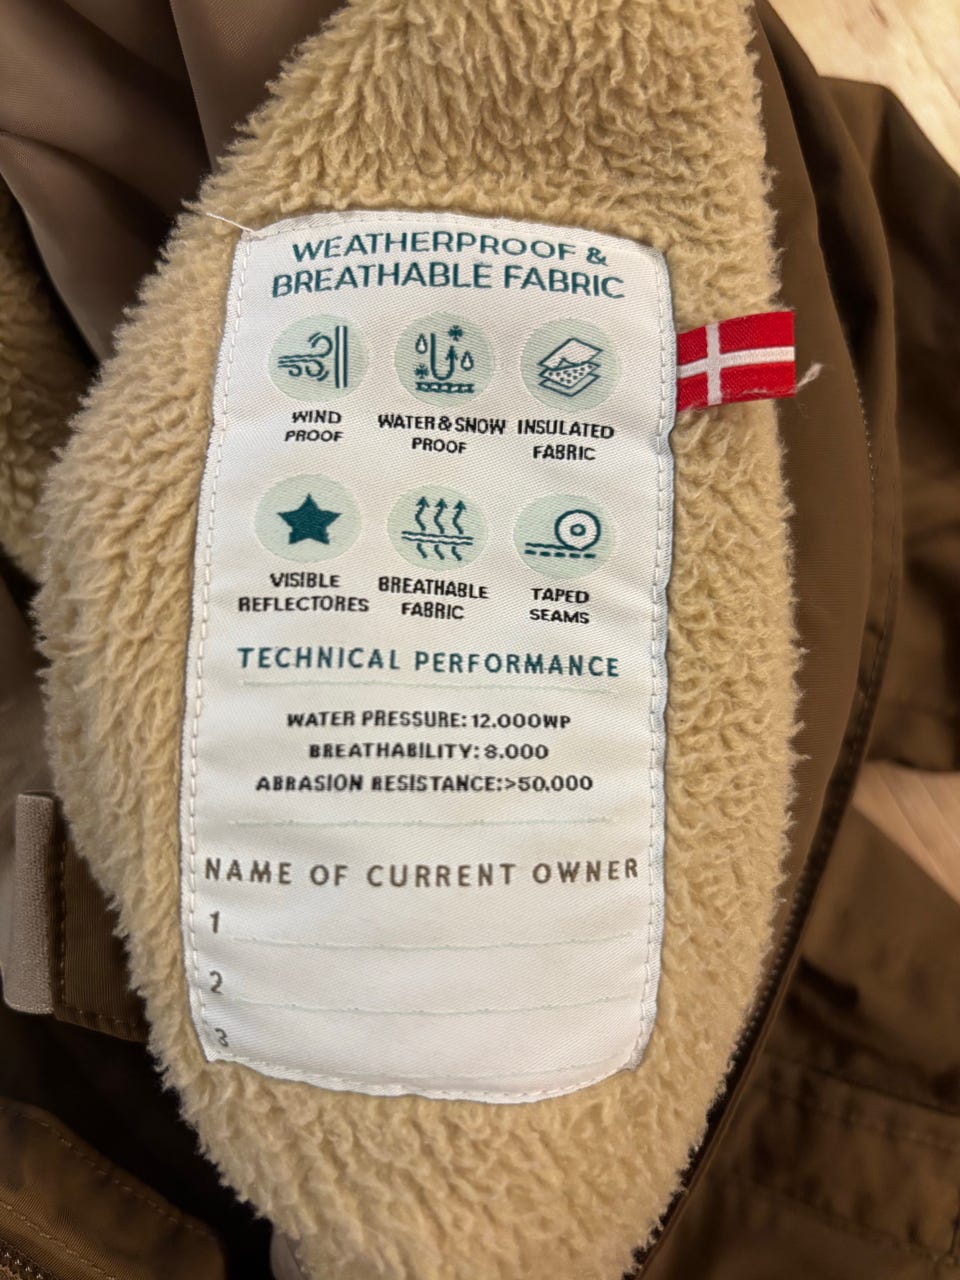 WEATHERPROOF &
BREATHABLE FABRIC
WIND
PROOF
WATER & SNOW
PROOF
INSULATED
FABRIC
VISIBLE
REFLECTORES
BREATHABLE
FABRIC
TAPED
SEAMS
TECHNICAL PERFORMANCE
WATER PRESSURE: 12.000WP
BREATHABILITY: 8.000
ABRASION RESISTANCE:>50,000
NAME OF CURRENT OWNER
1
2
3